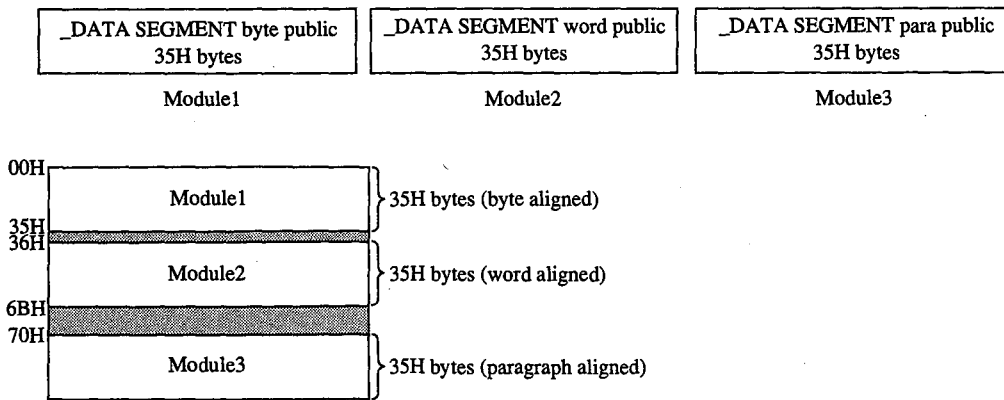 _DATA SEGMENT byte public
35H bytes
_DATA SEGMENT word public
35H bytes
_DATA SEGMENT para public
35H bytes
Module1
Module2
Module3
00H
Module1
35H bytes (byte aligned)
35H
36H
Module2
35H bytes (word aligned)
6BH
70H
Module3
35H bytes (paragraph aligned)